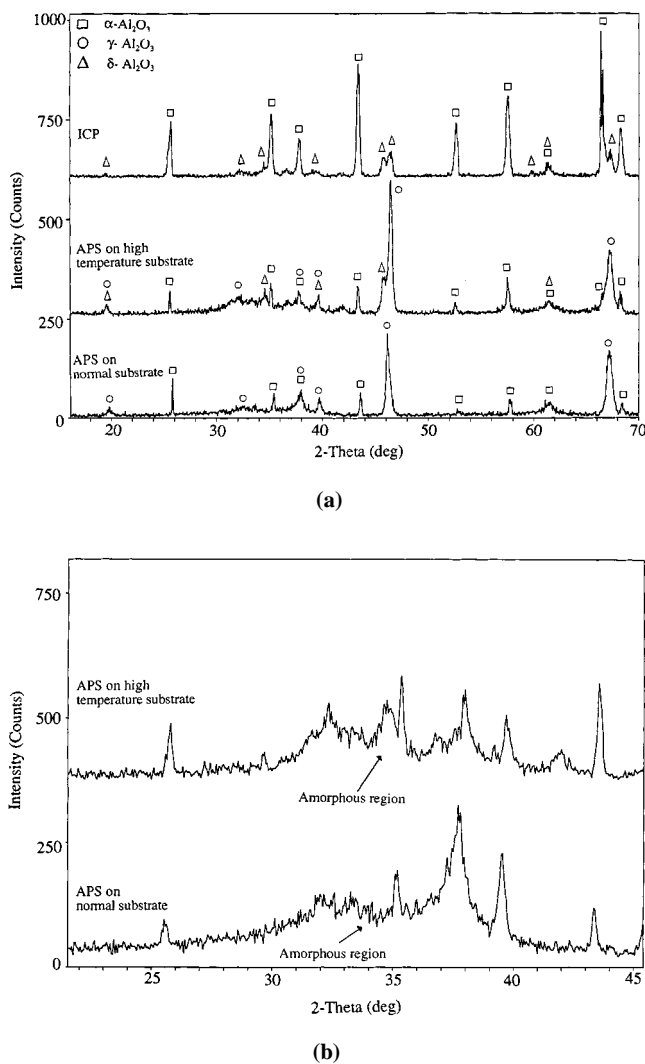 1000
α-Al₂O₃
γ- Al₂O₃
δ- Al₂O₃
ICP
750
Intensity (Counts)
500
APS on high
temperature substrate
250
APS on
normal substrate
0
20 30 40 50 60 70
2-Theta (deg)
(a)
750
APS on high
temperature substrate
Intensity (Counts)
500
Amorphous region
250
APS on
normal substrate
Amorphous region
0
25 30 35 40 45
2-Theta (deg)
(b)